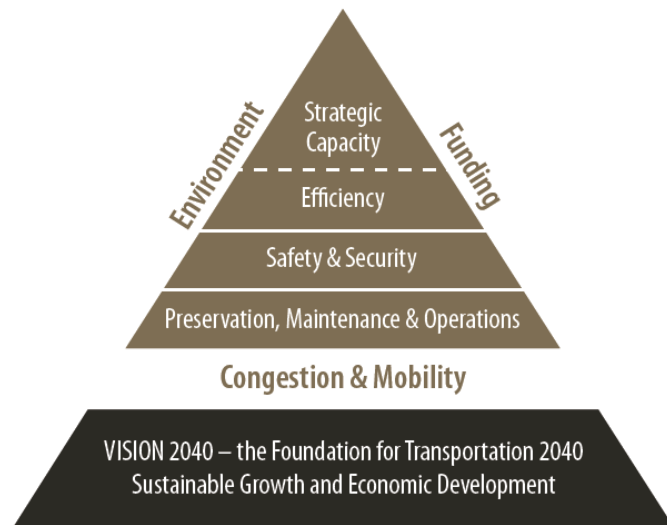 Strategic
Capacity
Environment
Funding
Efficiency
Safety & Security
Preservation, Maintenance & Operations
Congestion & Mobility
VISION 2040 – the Foundation for Transportation 2040
Sustainable Growth and Economic Development